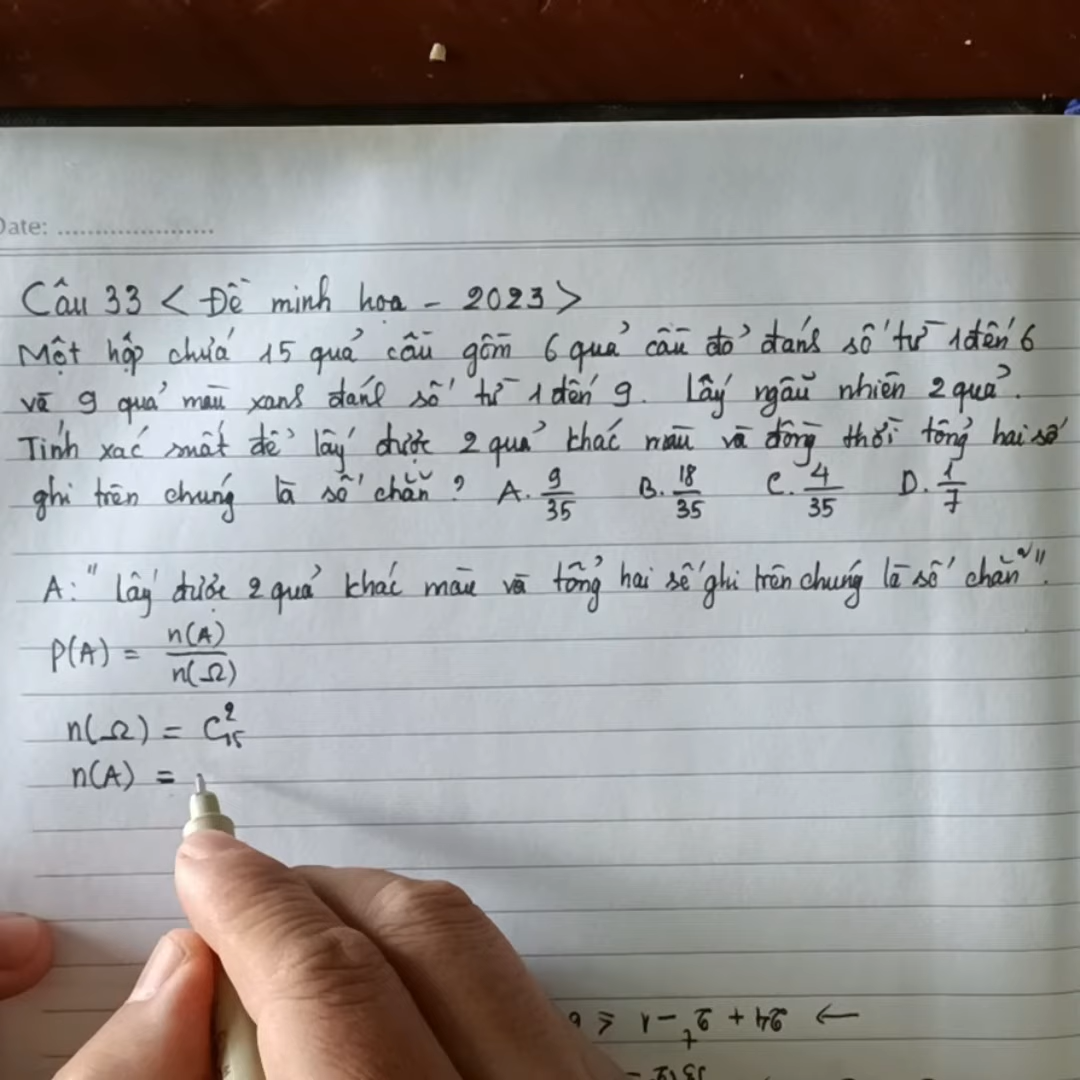 Date: ....................
Câu 33 < Đề minh họa - 2023 >
Một hộp chứa 15 quả cầu gồm 6 quả cầu đỏ đánh số từ 1 đến 6
và 9 quả màu xanh đánh số từ 1 đến 9. Lấy ngẫu nhiên 2 quả.
Tính xác suất để lấy được 2 quả khác màu và đồng thời tổng hai số
ghi trên chúng là số chẵn? A. 9/35 B. 18/35 C. 4/35 D. 1/7
A: "Lấy được 2 quả khác màu và tổng hai số ghi trên chúng là số chẵn".
P(A) = n(A)/n(Ω)
n(Ω) = C²₁₅
n(A) =